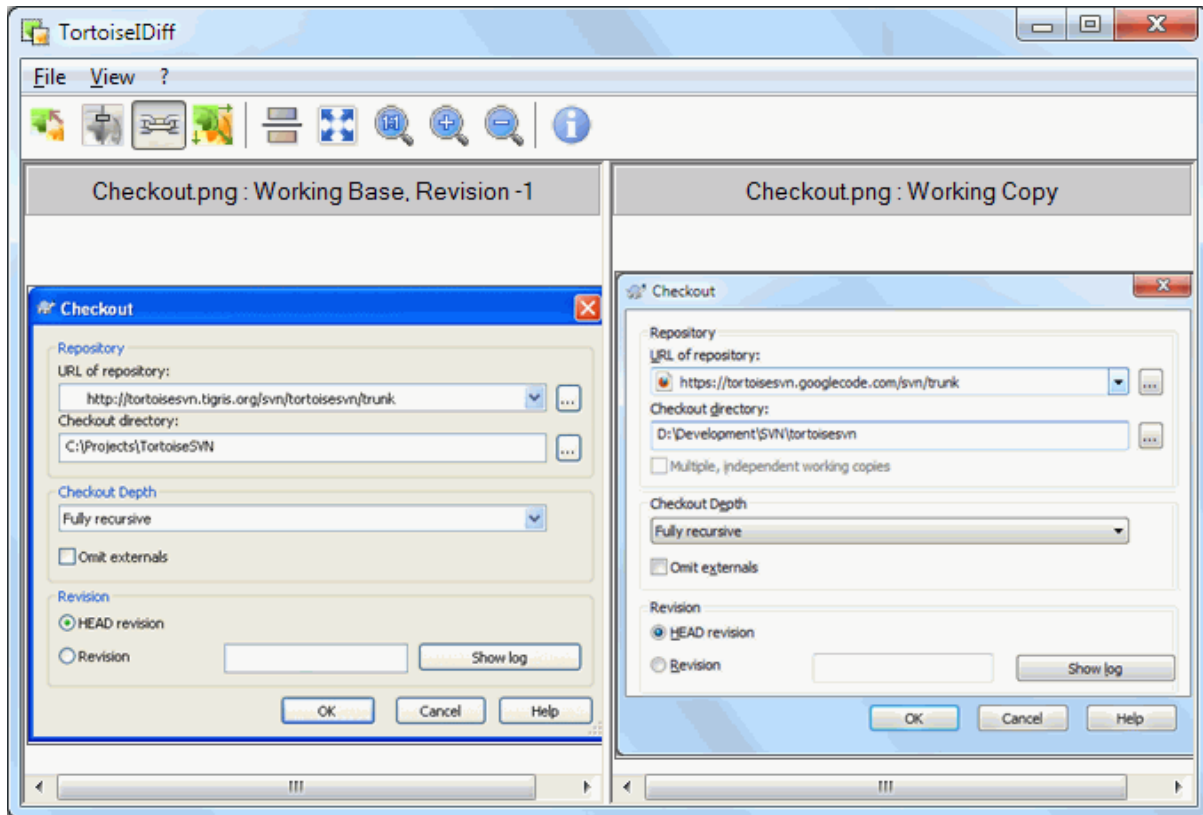 TortoiseIDiff
File View ?
Checkout.png : Working Base, Revision -1
Checkout
Repository
URL of repository:
http://tortoisesvn.tigris.org/svn/tortoisesvn/trunk
...
Checkout directory:
C:\Projects\TortoiseSVN
...
Checkout Depth
Fully recursive
Omit externals
Revision
HEAD revision
Revision
Show log
OK Cancel Help
Checkout.png : Working Copy
Checkout
Repository
URL of repository:
https://tortoisesvn.googlecode.com/svn/trunk
...
Checkout directory:
D:\Development\SVN\tortoisesvn
...
Multiple, independent working copies
Checkout Depth
Fully recursive
Omit externals
Revision
HEAD revision
Revision
Show log
OK Cancel Help